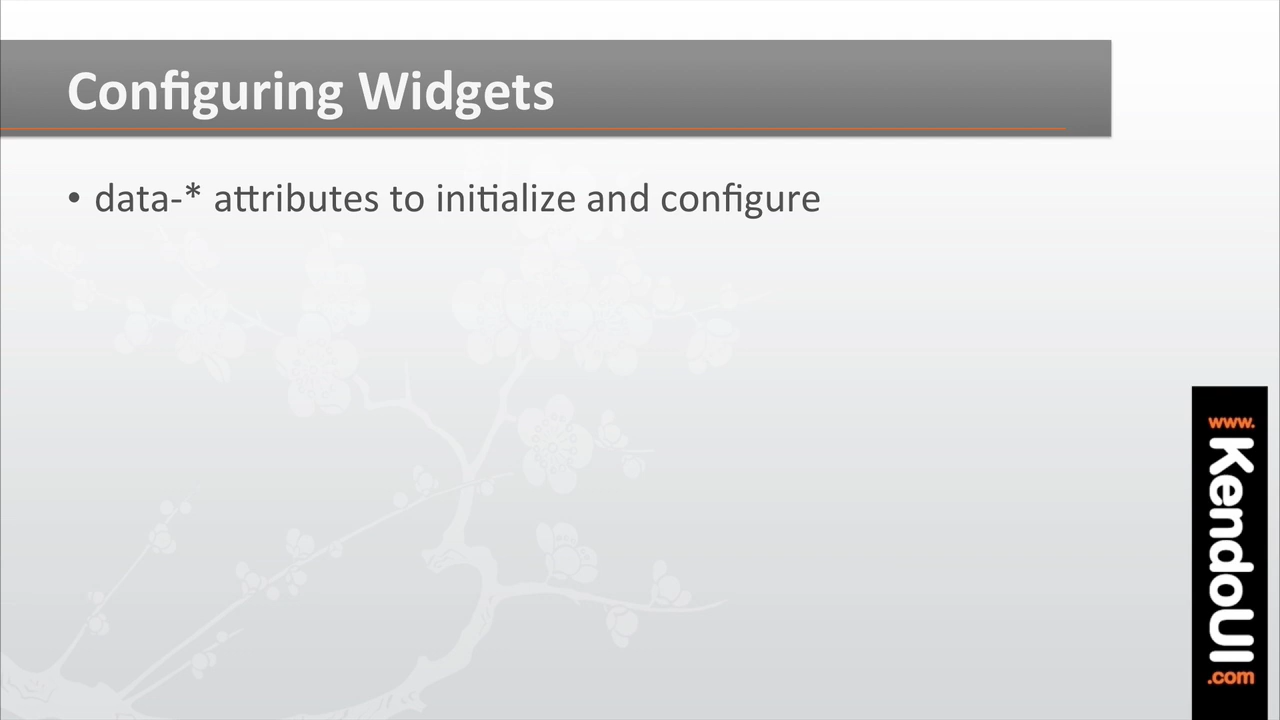 Configuring Widgets
• data-* attributes to initialize and configure
www.
KendoUI
.com